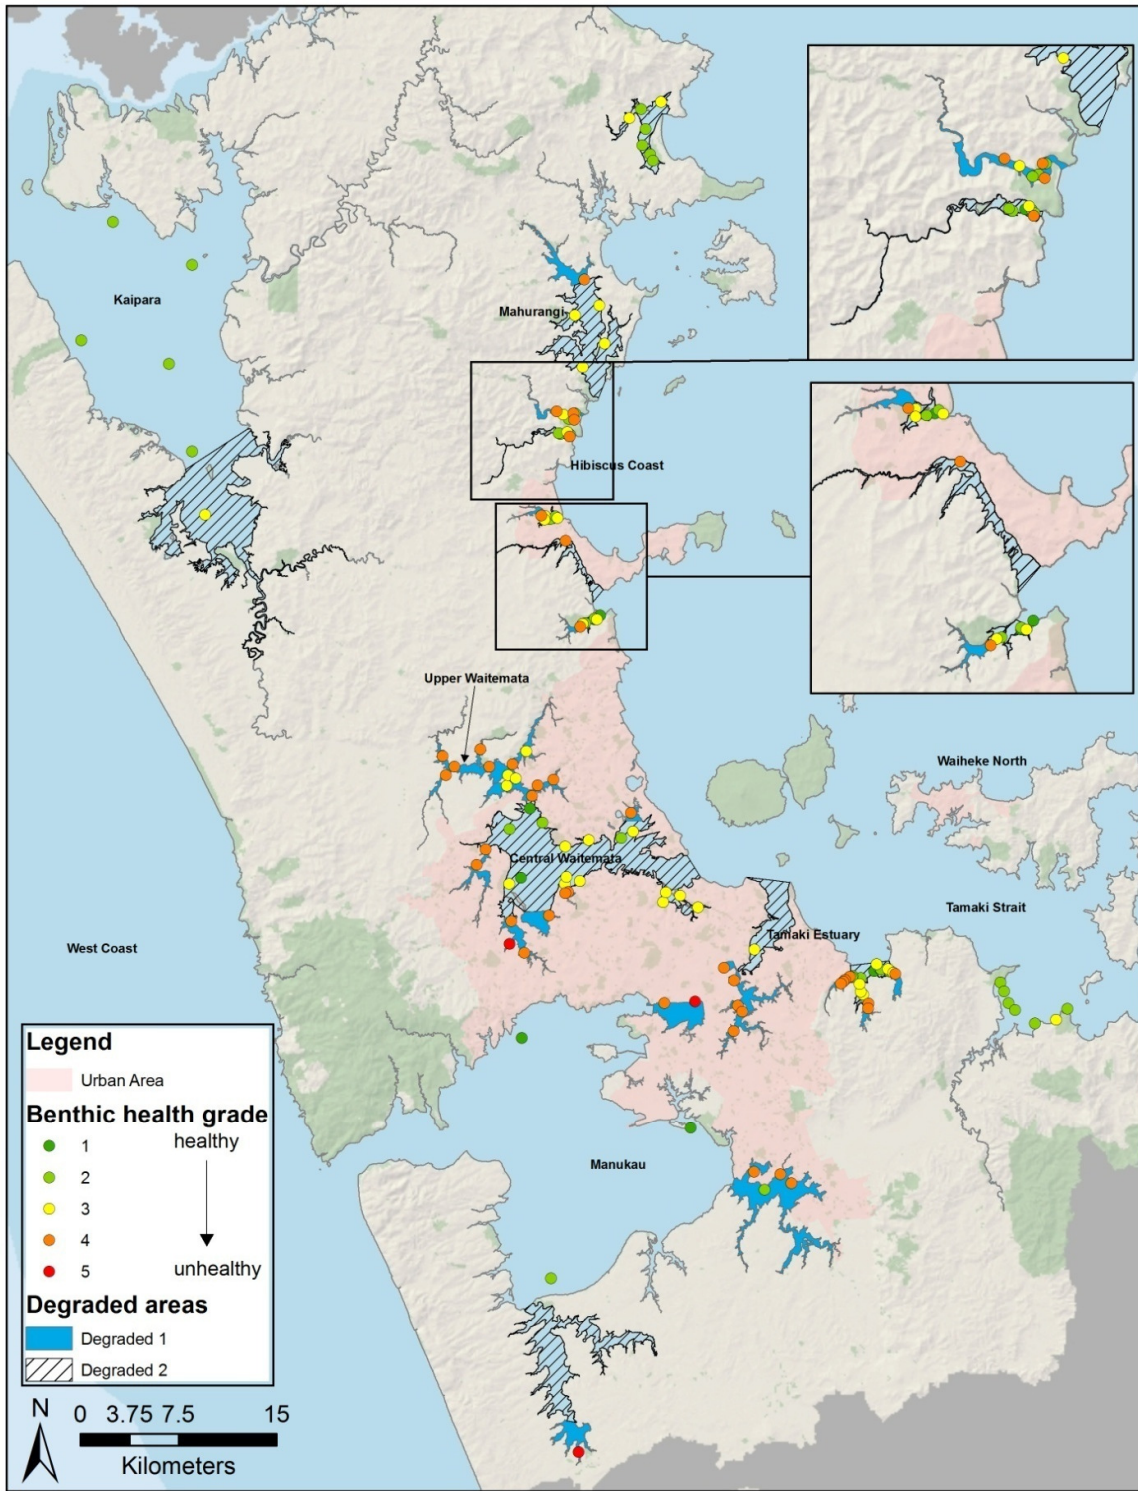 Kaipara
Mahurangi
Hibiscus Coast
Upper Waitemata
Waiheke North
Central Waitemata
Tamaki Strait
Tamaki Estuary
West Coast
Manukau
Legend
Urban Area
Benthic health grade
1 healthy
2
3
4
5 unhealthy
Degraded areas
Degraded 1
Degraded 2
N
0 3.75 7.5 15
Kilometers